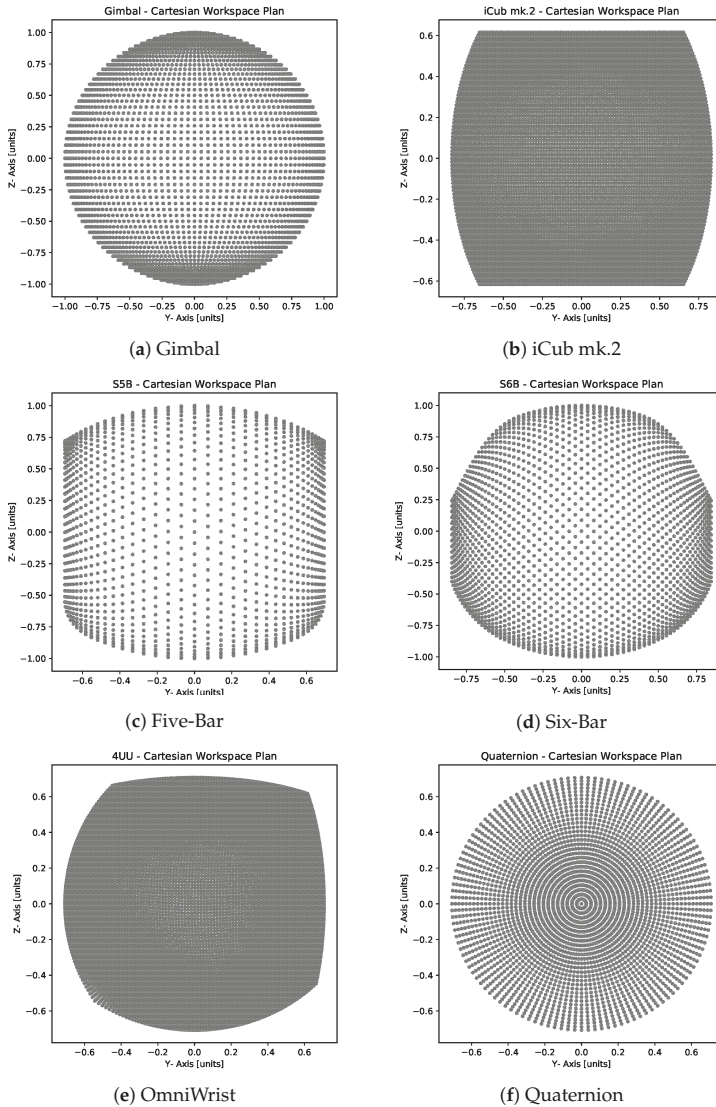 Gimbal - Cartesian Workspace Plan
1.00
0.75
0.50
0.25
0.00
−0.25
−0.50
−0.75
−1.00
Z- Axis [units]
−1.00 −0.75 −0.50 −0.25 0.00 0.25 0.50 0.75 1.00
Y- Axis [units]
(a) Gimbal
iCub mk.2 - Cartesian Workspace Plan
0.6
0.4
0.2
0.0
−0.2
−0.4
−0.6
Z- Axis [units]
−0.75 −0.50 −0.25 0.00 0.25 0.50 0.75
Y- Axis [units]
(b) iCub mk.2
S5B - Cartesian Workspace Plan
1.00
0.75
0.50
0.25
0.00
−0.25
−0.50
−0.75
−1.00
Z- Axis [units]
−0.6 −0.4 −0.2 0.0 0.2 0.4 0.6
Y- Axis [units]
(c) Five-Bar
S6B - Cartesian Workspace Plan
1.00
0.75
0.50
0.25
0.00
−0.25
−0.50
−0.75
−1.00
Z- Axis [units]
−0.75 −0.50 −0.25 0.00 0.25 0.50 0.75
Y- Axis [units]
(d) Six-Bar
4UU - Cartesian Workspace Plan
0.6
0.4
0.2
0.0
−0.2
−0.4
−0.6
Z- Axis [units]
−0.6 −0.4 −0.2 0.0 0.2 0.4 0.6
Y- Axis [units]
(e) OmniWrist
Quaternion - Cartesian Workspace Plan
0.6
0.4
0.2
0.0
−0.2
−0.4
−0.6
Z- Axis [units]
−0.6 −0.4 −0.2 0.0 0.2 0.4 0.6
Y- Axis [units]
(f) Quaternion